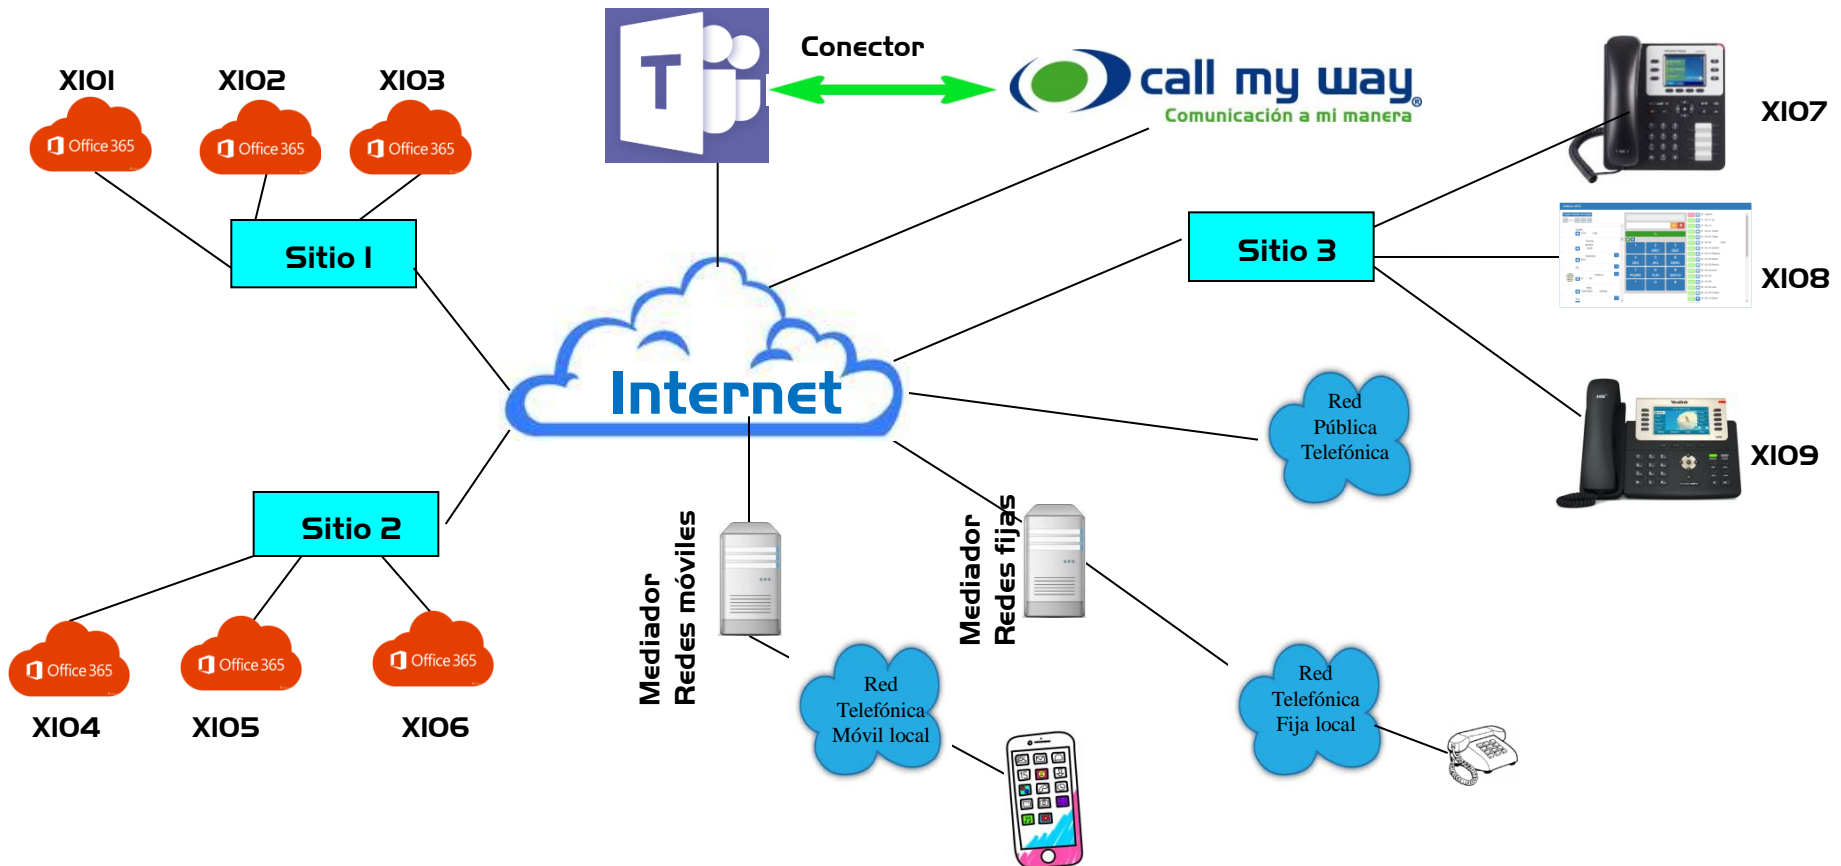 Conector
X101
X102
X103
Office 365
Office 365
Office 365
T
call my way®
Comunicación a mi manera
X107
Sitio 1
Sitio 3
X108
Internet
Red
Pública
Telefónica
Yealink
X109
Sitio 2
Mediador
Redes móviles
Mediador
Redes fijas
Office 365
Office 365
Office 365
X104
X105
X106
Red
Telefónica
Móvil local
Red
Telefónica
Fija local